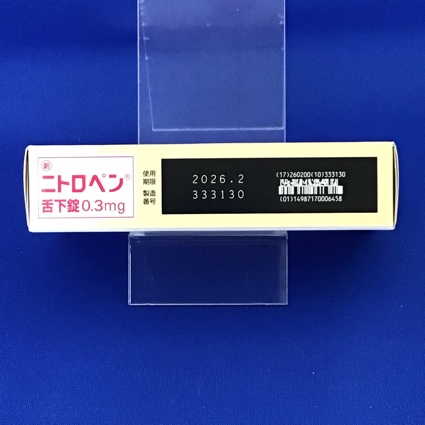 劇
ニトロペン®
舌下錠0.3mg
使用
期限
2026.2
製造
番号
333130
(17)260200(10)333130
(01)14987170006458